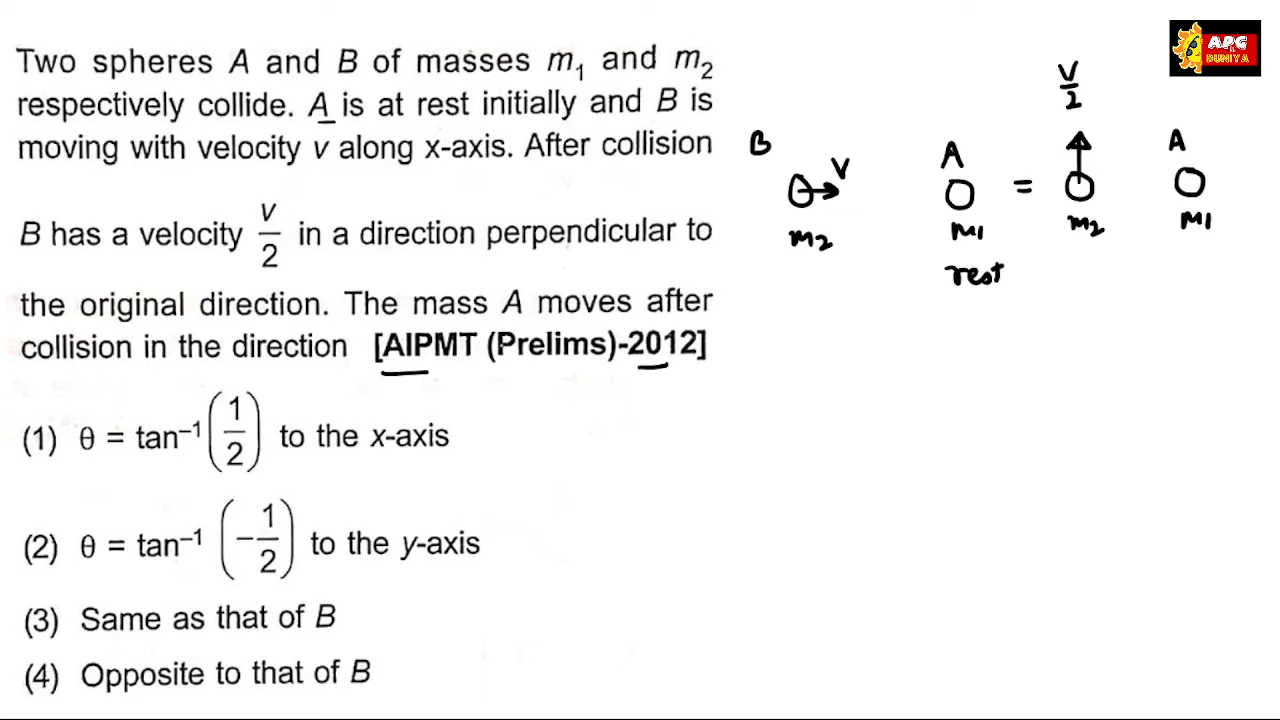 Two spheres A and B of masses m₁ and m₂
respectively collide. A is at rest initially and B is
moving with velocity v along x-axis. After collision
B has a velocity v/2 in a direction perpendicular to
the original direction. The mass A moves after
collision in the direction [AIPMT (Prelims)-2012]
(1) θ = tan⁻¹(1/2) to the x-axis
(2) θ = tan⁻¹(-1/2) to the y-axis
(3) Same as that of B
(4) Opposite to that of B
APG
DUNIYA
V/2
B V A = A
m₂ m₁ m₂ m₁
rest